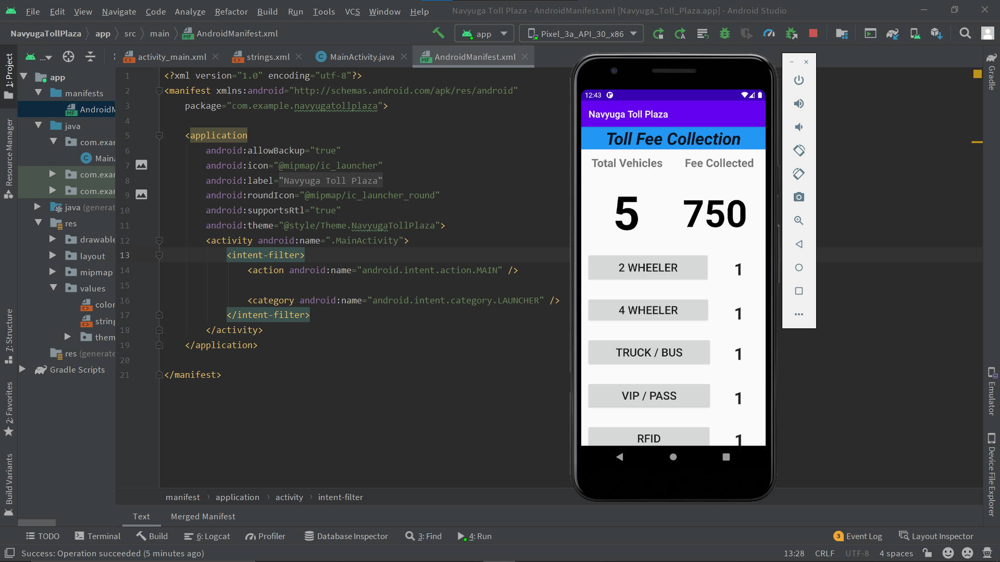 File Edit View Navigate Code Analyze Refactor Build Run Tools VCS Window Help Navyuga Toll Plaza - AndroidManifest.xml [Navyuga_Toll_Plaza.app] - Android Studio
NavyugaTollPlaza app src main AndroidManifest.xml app Pixel_3a_API_30_x86
... activity_main.xml strings.xml MainActivity.java AndroidManifest.xml
1: Project
Resource Manager
7: Structure
2: Favorites
Build Variants
app
manifests
AndroidM
java
com.exar
Main
com.exar
com.exar
java (generat
res
drawable
layout
mipmap
values
color
string
them
res (generate
Gradle Scripts
1 <?xml version="1.0" encoding="utf-8"?>
2 <manifest xmlns:android="http://schemas.android.com/apk/res/android"
3 package="com.example.navyugatollplaza">
4
5 <application
6 android:allowBackup="true"
7 android:icon="@mipmap/ic_launcher"
8 android:label="Navyuga Toll Plaza"
9 android:roundIcon="@mipmap/ic_launcher_round"
10 android:supportsRtl="true"
11 android:theme="@style/Theme.NavyugaTollPlaza">
12 <activity android:name=".MainActivity">
13 <intent-filter>
14 <action android:name="android.intent.action.MAIN" />
15
16 <category android:name="android.intent.category.LAUNCHER" />
17 </intent-filter>
18 </activity>
19 </application>
20
21 </manifest>
12:43
Navyuga Toll Plaza
Toll Fee Collection
Total Vehicles Fee Collected
5 750
2 WHEELER 1
4 WHEELER 1
TRUCK / BUS 1
VIP / PASS 1
RFID 1
Gradle
Emulator
Device File Explorer
manifest application activity intent-filter
Text Merged Manifest
TODO Terminal Build 6: Logcat Profiler Database Inspector 3: Find 4: Run 3 Event Log Layout Inspector
Success: Operation succeeded (5 minutes ago) 13:28 CRLF UTF-8 4 spaces